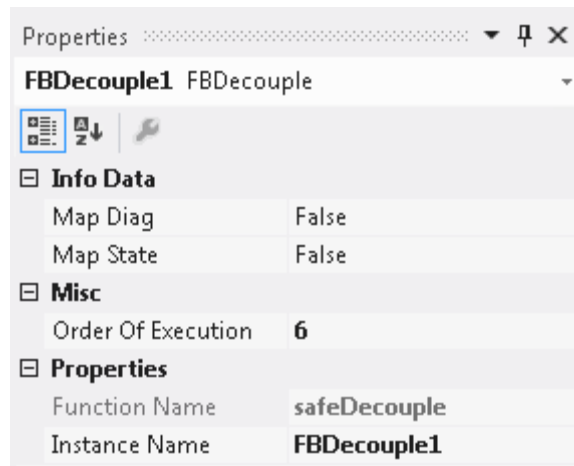 Properties
FBDecouple1 FBDecouple
Info Data
Map Diag False
Map State False
Misc
Order Of Execution 6
Properties
Function Name safeDecouple
Instance Name FBDecouple1